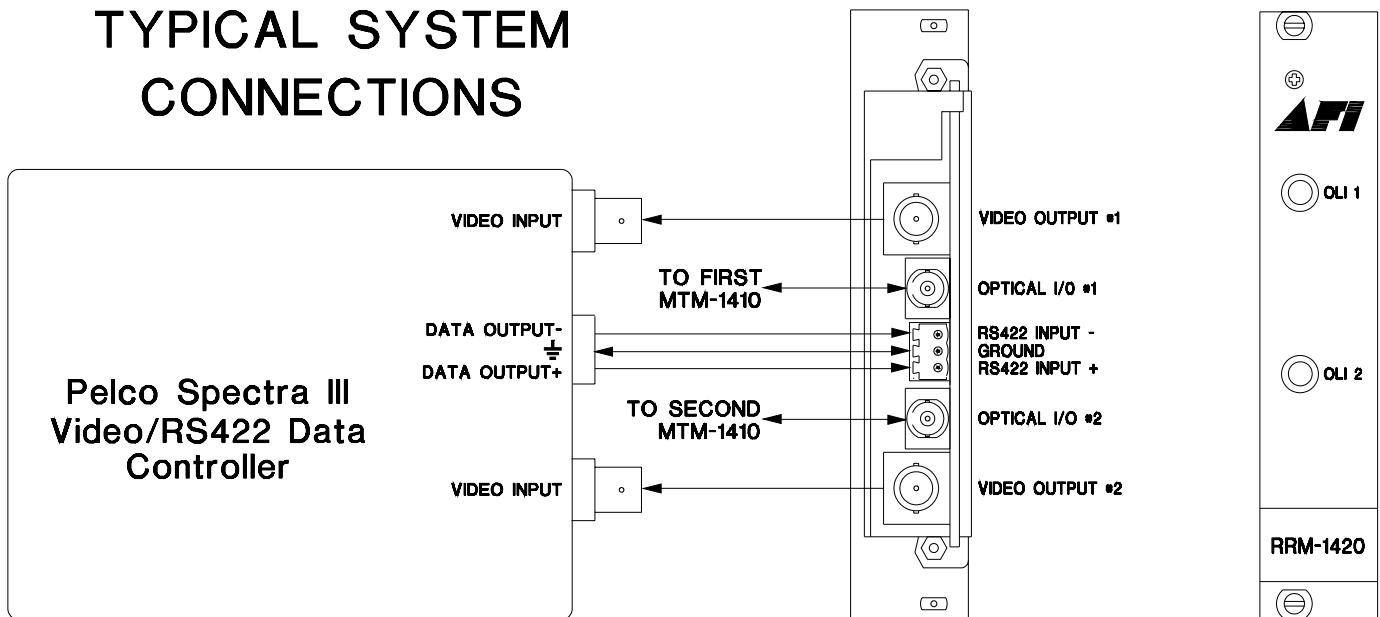 TYPICAL SYSTEM
CONNECTIONS
VIDEO INPUT
VIDEO OUTPUT #1
TO FIRST
MTM-1410
OPTICAL I/O #1
DATA OUTPUT-
DATA OUTPUT+
RS422 INPUT -
GROUND
RS422 INPUT +
Pelco Spectra III
Video/RS422 Data
Controller
TO SECOND
MTM-1410
OPTICAL I/O #2
VIDEO INPUT
VIDEO OUTPUT #2
AFI
OLI 1
OLI 2
RRM-1420